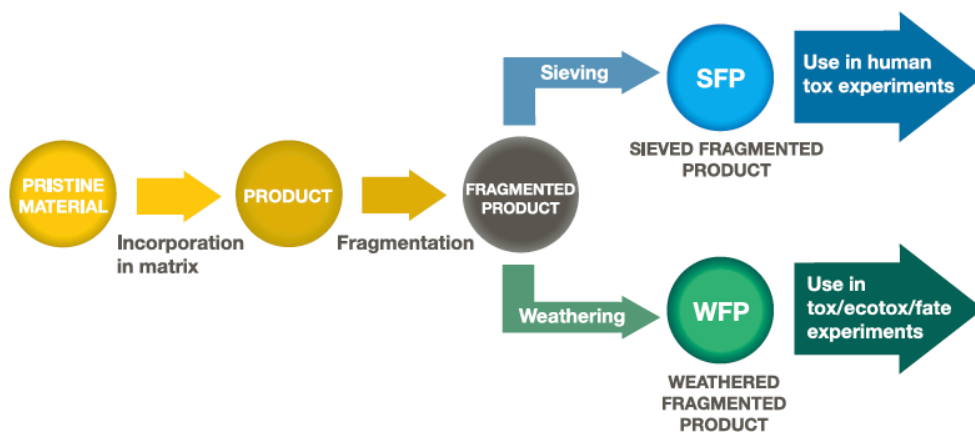 PRISTINE
MATERIAL
Incorporation
in matrix
PRODUCT
Fragmentation
FRAGMENTED
PRODUCT
Sieving
SFP
SIEVED FRAGMENTED
PRODUCT
Use in human
tox experiments
Weathering
WFP
WEATHERED
FRAGMENTED
PRODUCT
Use in
tox/ecotox/fate
experiments